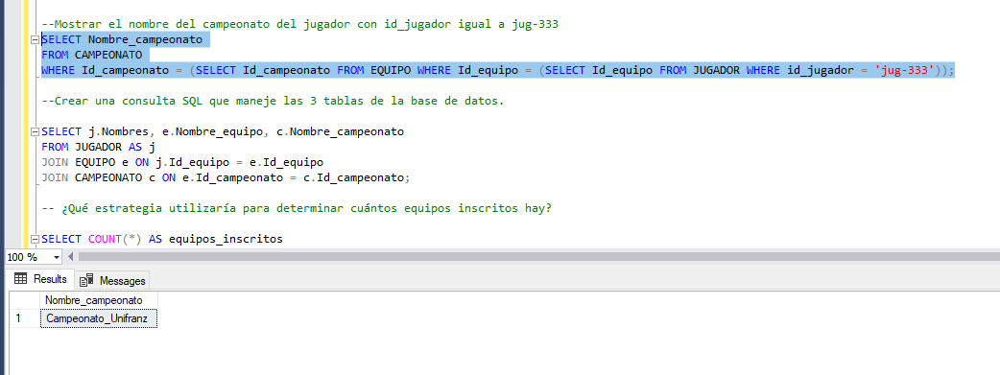 --Mostrar el nombre del campeonato del jugador con id_jugador igual a jug-333
SELECT Nombre_campeonato
FROM CAMPEONATO
WHERE Id_campeonato = (SELECT Id_campeonato FROM EQUIPO WHERE Id_equipo = (SELECT Id_equipo FROM JUGADOR WHERE id_jugador = 'jug-333'));
--Crear una consulta SQL que maneje las 3 tablas de la base de datos.
SELECT j.Nombres, e.Nombre_equipo, c.Nombre_campeonato
FROM JUGADOR AS j
JOIN EQUIPO e ON j.Id_equipo = e.Id_equipo
JOIN CAMPEONATO c ON e.Id_campeonato = c.Id_campeonato;
-- ¿Qué estrategia utilizaría para determinar cuántos equipos inscritos hay?
SELECT COUNT(*) AS equipos_inscritos
100 %
Results Messages
Nombre_campeonato
1 Campeonato_Unifranz